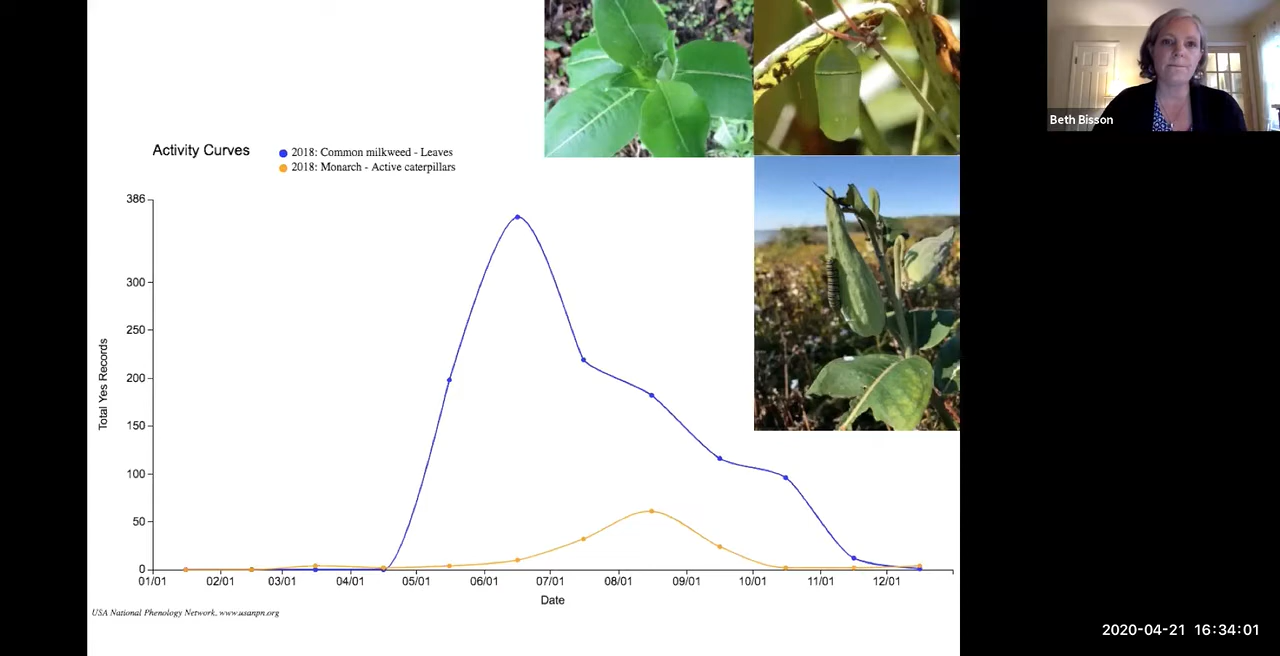 Beth Bisson
Activity Curves
2018: Common milkweed - Leaves
2018: Monarch - Active caterpillars
386
300
250
200
150
100
50
0
Total Yes Records
01/01 02/01 03/01 04/01 05/01 06/01 07/01 08/01 09/01 10/01 11/01 12/01
Date
USA National Phenology Network, www.usanpn.org
2020-04-21 16:34:01